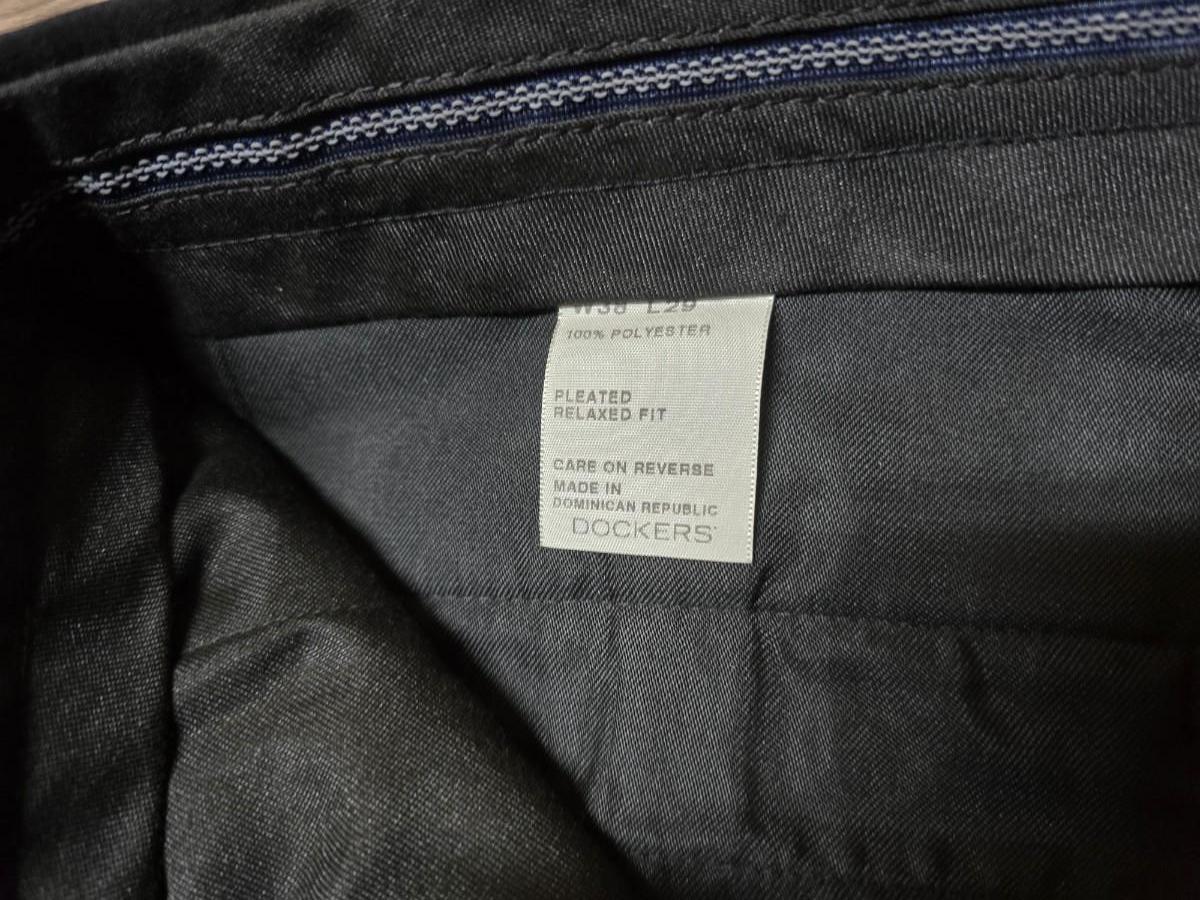 W38 L29
100% POLYESTER
PLEATED
RELAXED FIT
CARE ON REVERSE
MADE IN
DOMINICAN REPUBLIC
DOCKERS